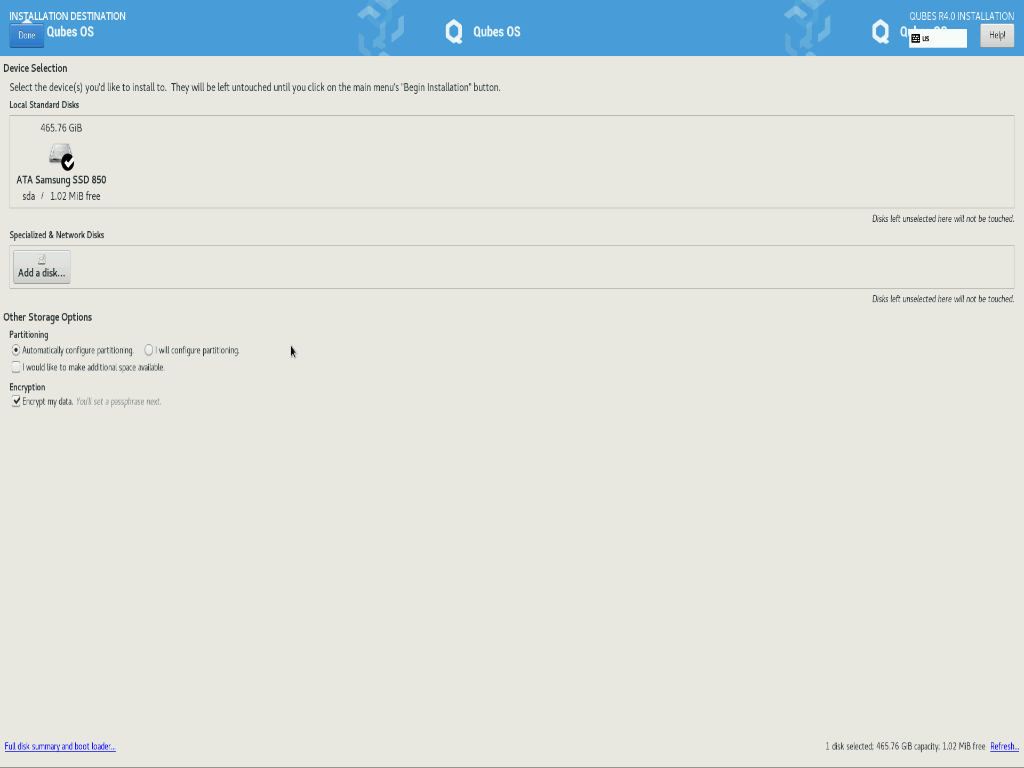 INSTALLATION DESTINATION
QUBES R4.0 INSTALLATION
Done
Qubes OS
Qubes OS
us
Help!
Device Selection
Select the device(s) you'd like to install to. They will be left untouched until you click on the main menu's "Begin Installation" button.
Local Standard Disks
465.76 GiB
ATA Samsung SSD 850
sda / 1.02 MiB free
Disks left unselected here will not be touched.
Specialized & Network Disks
Add a disk...
Disks left unselected here will not be touched.
Other Storage Options
Partitioning
Automatically configure partitioning. I will configure partitioning.
I would like to make additional space available.
Encryption
Encrypt my data. You'll set a passphrase next.
Full disk summary and boot loader...
1 disk selected; 465.76 GiB capacity; 1.02 MiB free Refresh...